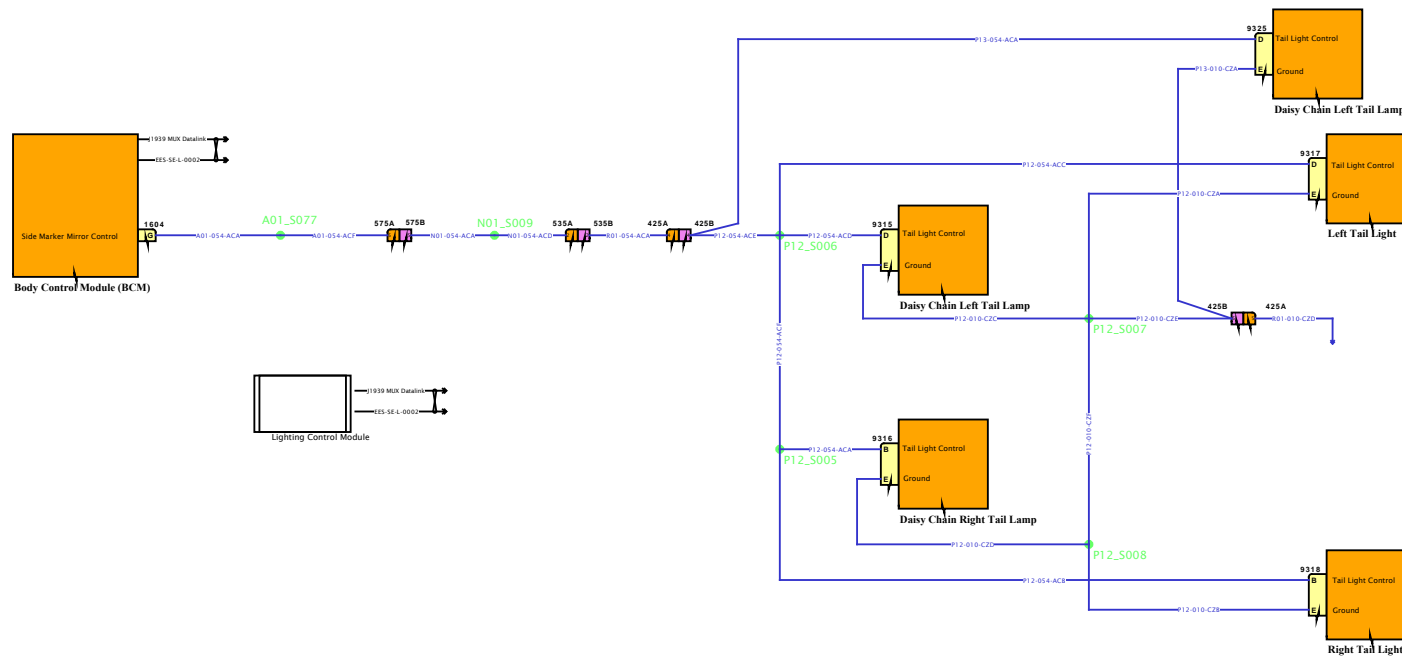 9325
D
Tail Light Control
P13-054-ACA
E
Ground
P13-010-CZA
Daisy Chain Left Tail Lamp
J1939 MUX Datalink
EES-SE-L-0002
9317
D
Tail Light Control
P12-054-ACC
E
Ground
P12-010-CZA
Left Tail Light
Side Marker Mirror Control
1604
G
A01-054-ACA
A01_S077
A01-054-ACF
575A
575B
N01-054-ACA
N01_S009
N01-054-ACD
535A
535B
R01-054-ACA
425A
425B
P12-054-ACE
P12_S006
P12-054-ACD
9315
D
Tail Light Control
E
Ground
Daisy Chain Left Tail Lamp
Body Control Module (BCM)
P12-010-CZC
P12_S007
P12-010-CZE
425B
425A
R01-010-CZD
P12-054-ACF
J1939 MUX Datalink
EES-SE-L-0002
Lighting Control Module
P12-010-CZF
9316
B
Tail Light Control
P12-054-ACA
P12_S005
E
Ground
Daisy Chain Right Tail Lamp
P12-010-CZD
P12_S008
9318
B
Tail Light Control
P12-054-ACB
E
Ground
P12-010-CZB
Right Tail Light